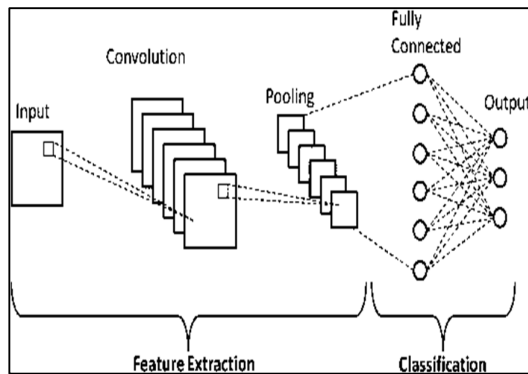 Fully
Connected
Convolution
Pooling
Input
Output
Feature Extraction
Classification